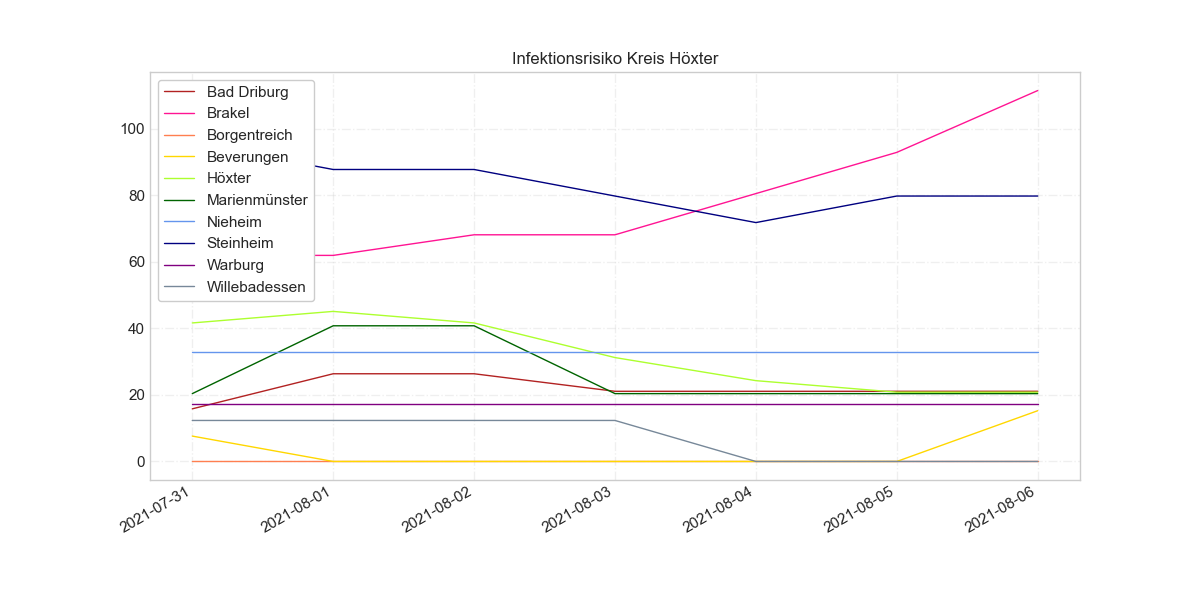 Infektionsrisiko Kreis Höxter
Bad Driburg
Brakel
Borgentreich
Beverungen
Höxter
Marienmünster
Nieheim
Steinheim
Warburg
Willebadessen
100
80
60
40
20
0
2021-07-31
2021-08-01
2021-08-02
2021-08-03
2021-08-04
2021-08-05
2021-08-06